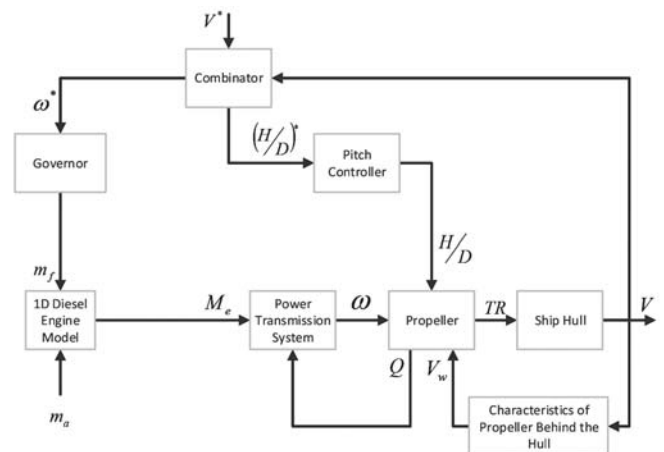 V*
Combinator
ω*
(H/D)*
Governor
Pitch
Controller
H/D
m_f
1D Diesel
Engine
Model
M_e
Power
Transmission
System
ω
Propeller
TR
Ship Hull
V
Q
V_w
m_a
Characteristics of
Propeller Behind the
Hull